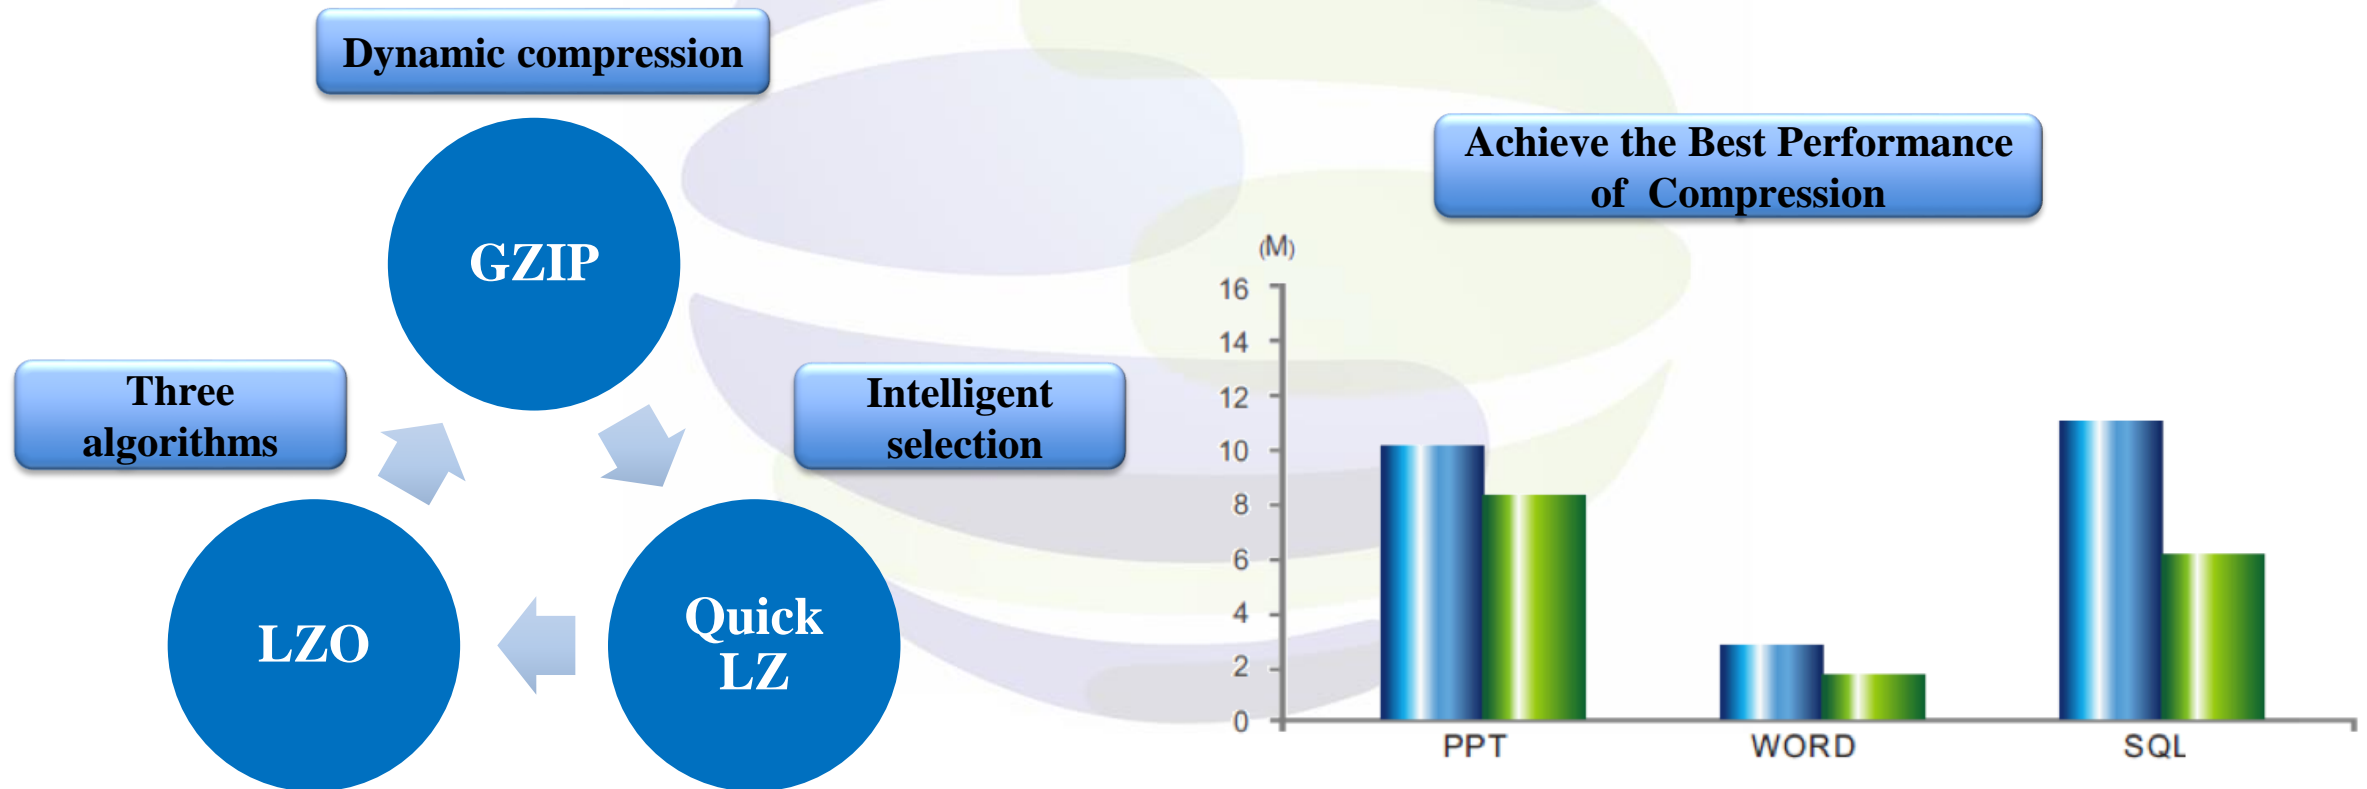 Dynamic compression
GZIP
Three
algorithms
Intelligent
selection
LZO
Quick
LZ
Achieve the Best Performance
of  Compression
(M)
16
14
12
10
8
6
4
2
0
PPT
WORD
SQL